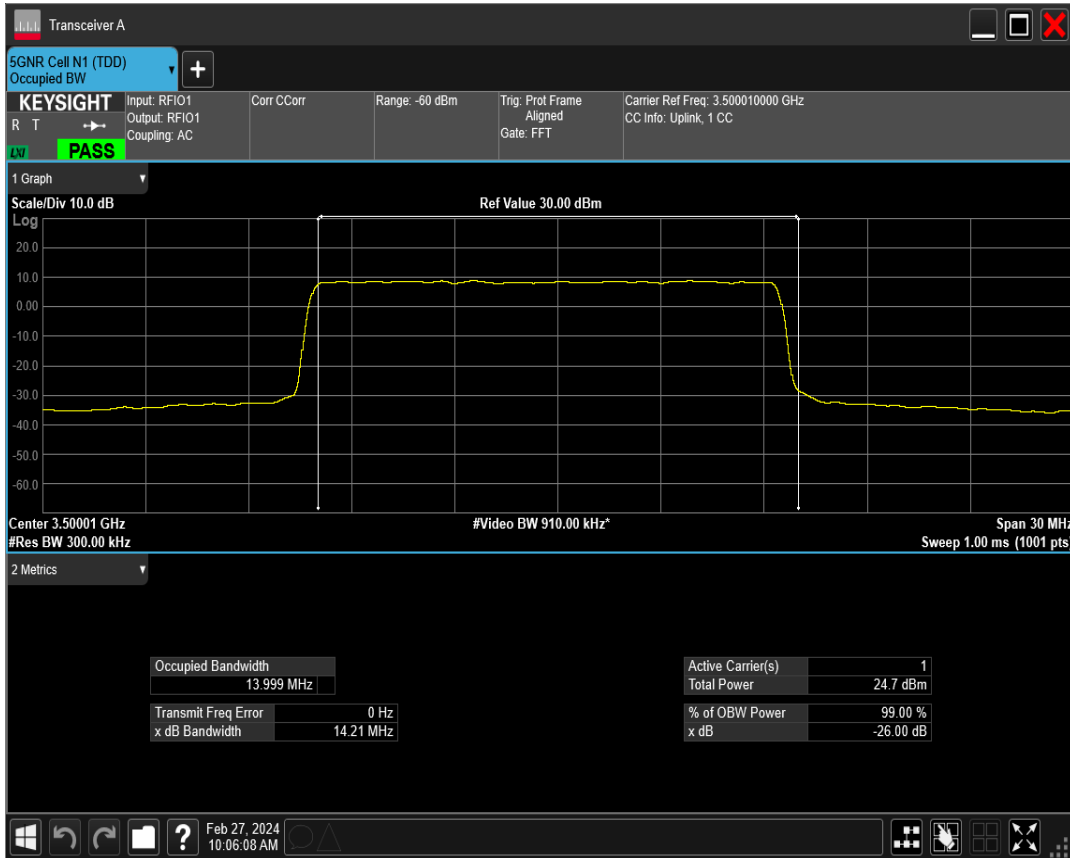 Transceiver A
5GNR Cell N1 (TDD)
Occupied BW
+
KEYSIGHT
R T
LXI
PASS
Input: RFIO1
Output: RFIO1
Coupling: AC
Corr CCorr
Range: -60 dBm
Trig: Prot Frame
Aligned
Gate: FFT
Carrier Ref Freq: 3.500010000 GHz
CC Info: Uplink, 1 CC
1 Graph
Scale/Div 10.0 dB
Ref Value 30.00 dBm
Log
20.0
10.0
0.00
-10.0
-20.0
-30.0
-40.0
-50.0
-60.0
Center 3.50001 GHz
#Video BW 910.00 kHz*
Span 30 MHz
#Res BW 300.00 kHz
Sweep 1.00 ms (1001 pts)
2 Metrics
Occupied Bandwidth
13.999 MHz
Transmit Freq Error 0 Hz
x dB Bandwidth 14.21 MHz
Active Carrier(s) 1
Total Power 24.7 dBm
% of OBW Power 99.00 %
x dB -26.00 dB
?
Feb 27, 2024
10:06:08 AM